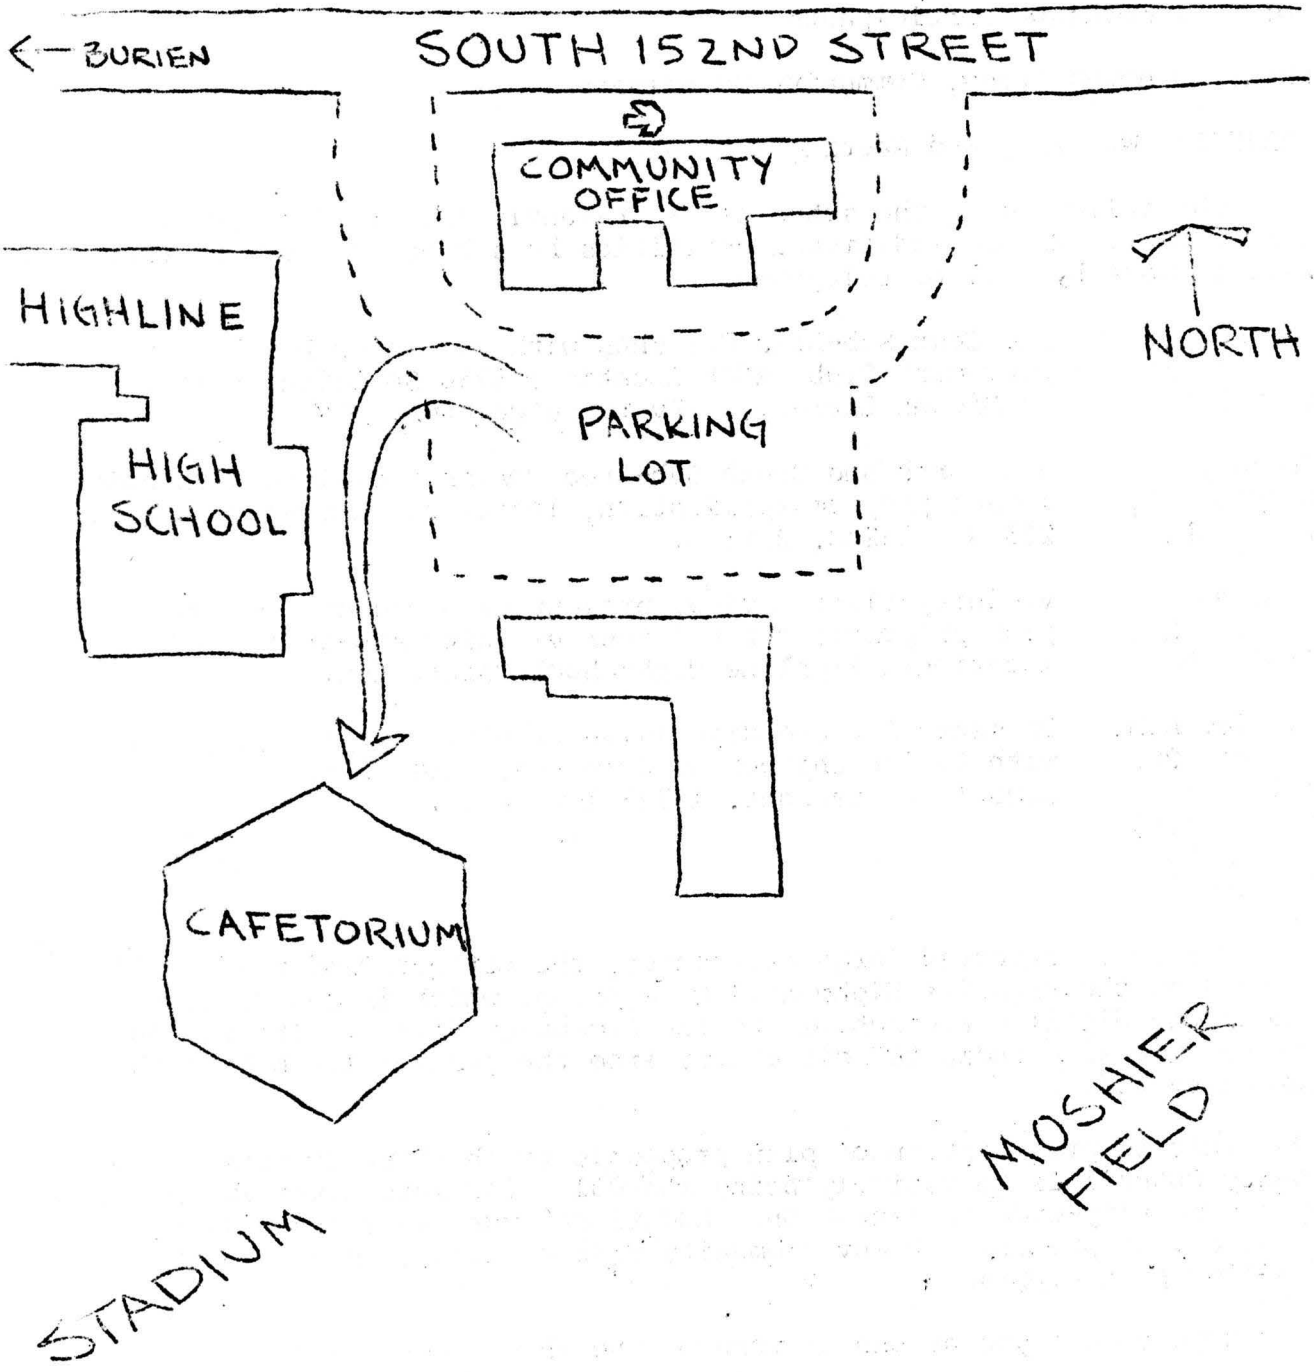 ← BURIEN
SOUTH 152ND STREET
COMMUNITY
OFFICE
HIGHLINE
NORTH
PARKING
LOT
HIGH
SCHOOL
CAFETORIUM
MOSHIER
FIELD
STADIUM